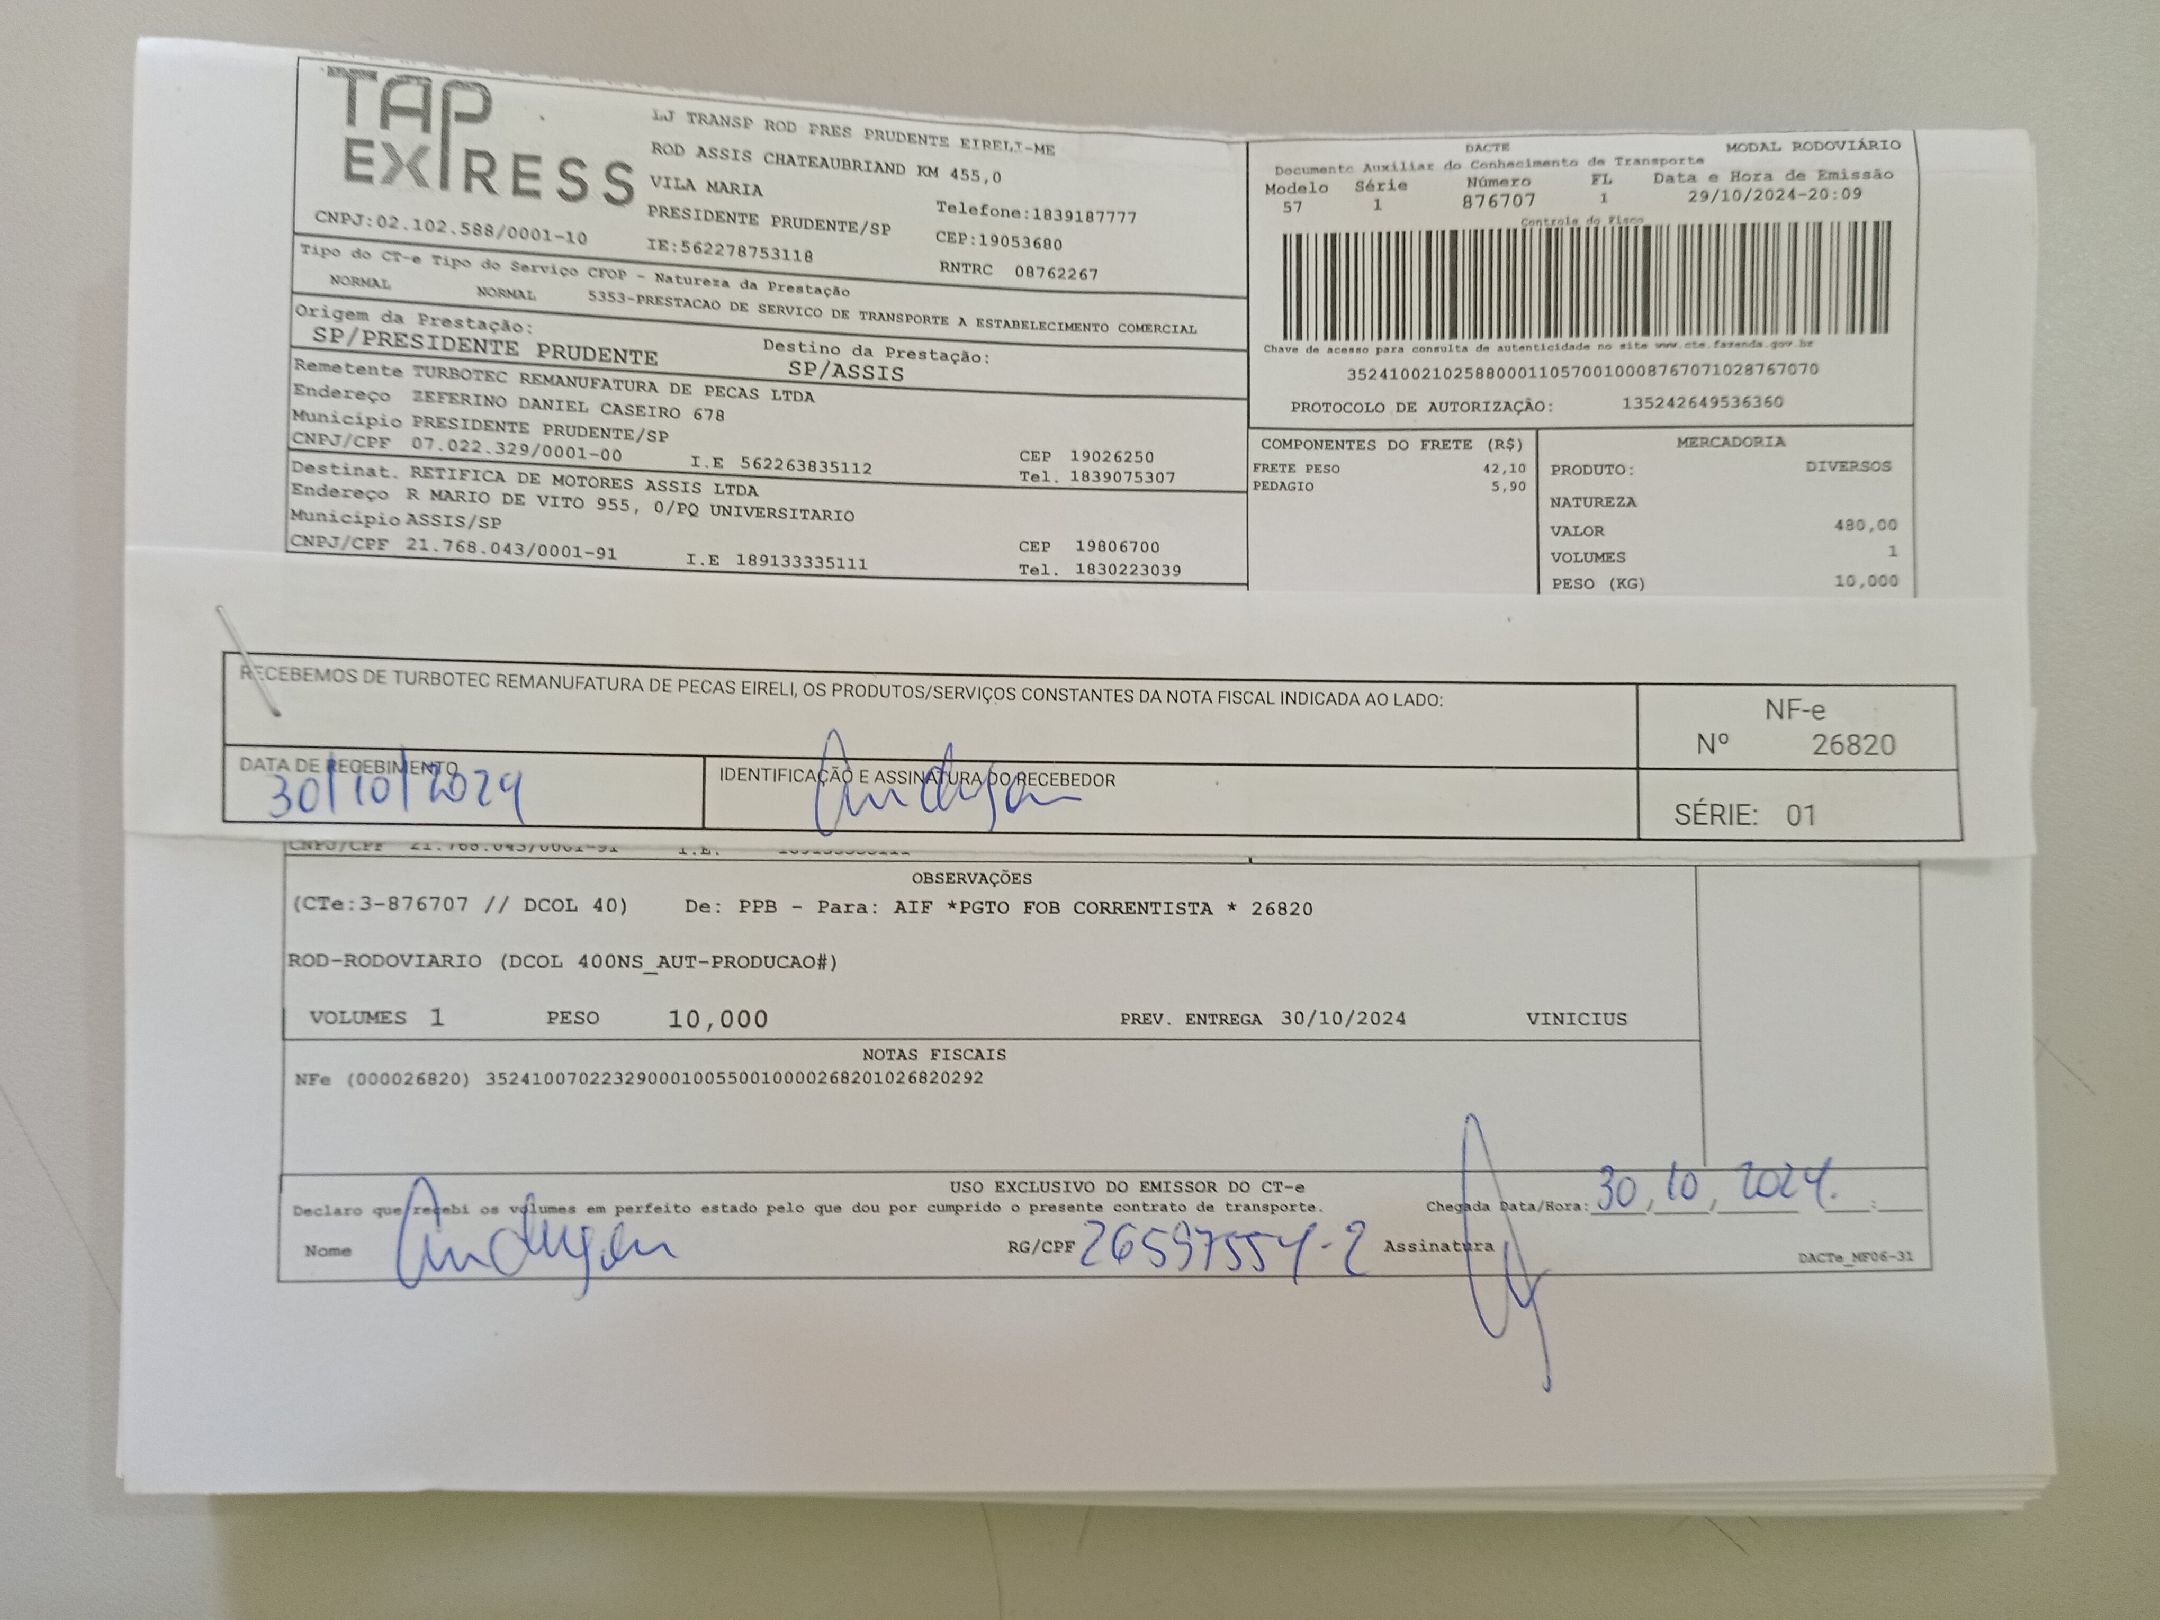 TAP
EXPRESS
CNPJ:02.102.588/0001-10
LJ TRANSP ROD PRES PRUDENTE EIRELI-ME
ROD ASSIS CHATEAUBRIAND KM 455,0
VILA MARIA
PRESIDENTE PRUDENTE/SP
IE:562278753118
Telefone:1839187777
CEP:19053680
RNTRC 08762267
DACTE MODAL RODOVIÁRIO
Documento Auxiliar do Conhecimento de Transporte
Modelo Série Número FL Data e Hora de Emissão
57 1 876707 1 29/10/2024-20:09
Controle do Fisco
Chave de acesso para consulta de autenticidade no site www.cte.fazenda.gov.br
35241002102588000110570010008767071028767070
PROTOCOLO DE AUTORIZAÇÃO: 135242649536360
Tipo do CT-e Tipo do Serviço CFOP - Natureza da Prestação
NORMAL NORMAL 5353-PRESTACAO DE SERVICO DE TRANSPORTE A ESTABELECIMENTO COMERCIAL
Origem da Prestação: Destino da Prestação:
SP/PRESIDENTE PRUDENTE SP/ASSIS
Remetente TURBOTEC REMANUFATURA DE PECAS LTDA
Endereço ZEFERINO DANIEL CASEIRO 678
Município PRESIDENTE PRUDENTE/SP CEP 19026250
CNPJ/CPF 07.022.329/0001-00 I.E 562263835112 Tel. 1839075307
Destinat. RETIFICA DE MOTORES ASSIS LTDA
Endereço R MARIO DE VITO 955, 0/PQ UNIVERSITARIO
Município ASSIS/SP CEP 19806700
CNPJ/CPF 21.768.043/0001-91 I.E 189133335111 Tel. 1830223039
COMPONENTES DO FRETE (R$)
FRETE PESO 42,10
PEDAGIO 5,90
MERCADORIA
PRODUTO: DIVERSOS
NATUREZA
VALOR 480,00
VOLUMES 1
PESO (KG) 10,000
RECEBEMOS DE TURBOTEC REMANUFATURA DE PECAS EIRELI, OS PRODUTOS/SERVIÇOS CONSTANTES DA NOTA FISCAL INDICADA AO LADO:
NF-e
Nº 26820
SÉRIE: 01
DATA DE RECEBIMENTO
30/10/2024
IDENTIFICAÇÃO E ASSINATURA DO RECEBEDOR
CNPJ/CPF 21.768.043/0001-91 I.E. 189133335111
OBSERVAÇÕES
(CTe:3-876707 // DCOL 40) De: PPB - Para: AIF *PGTO FOB CORRENTISTA * 26820
ROD-RODOVIARIO (DCOL 400NS_AUT-PRODUCAO#)
VOLUMES 1 PESO 10,000 PREV. ENTREGA 30/10/2024 VINICIUS
NOTAS FISCAIS
NFe (000026820) 35241007022329000100550010000268201026820292
USO EXCLUSIVO DO EMISSOR DO CT-e
Declaro que recebi os volumes em perfeito estado pelo que dou por cumprido o presente contrato de transporte.
Chegada Data/Hora: 30/10/2024. :
Nome RG/CPF 26597554-2 Assinatura
DACTe_MF06-31